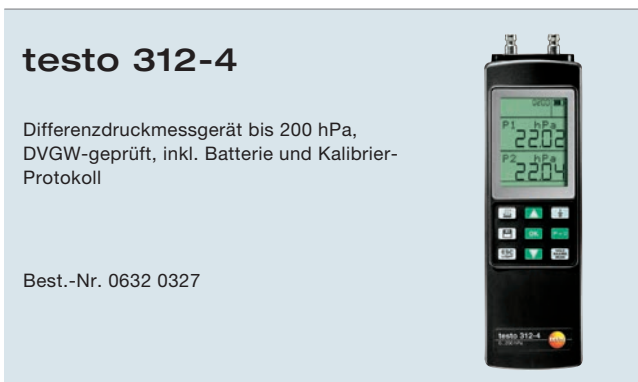 testo 312-4
Differenzdruckmessgerät bis 200 hPa,
DVGW-geprüft, inkl. Batterie und Kalibrier-
Protokoll
Best.-Nr. 0632 0327
P1 hPa
22.02
P2 hPa
22.04
OK
ESC
testo 312-4